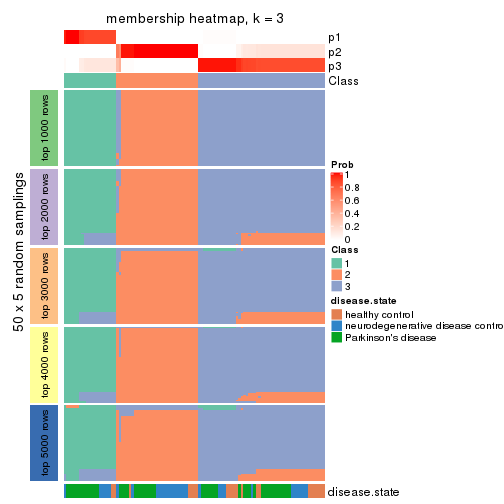 membership heatmap, k = 3
p1
p2
p3
Class
50 x 5 random samplings
top 1000 rows
top 2000 rows
top 3000 rows
top 4000 rows
top 5000 rows
Prob
1
0.8
0.6
0.4
0.2
0
Class
1
2
3
disease.state
healthy control
neurodegenerative disease contro
Parkinson's disease
disease.state